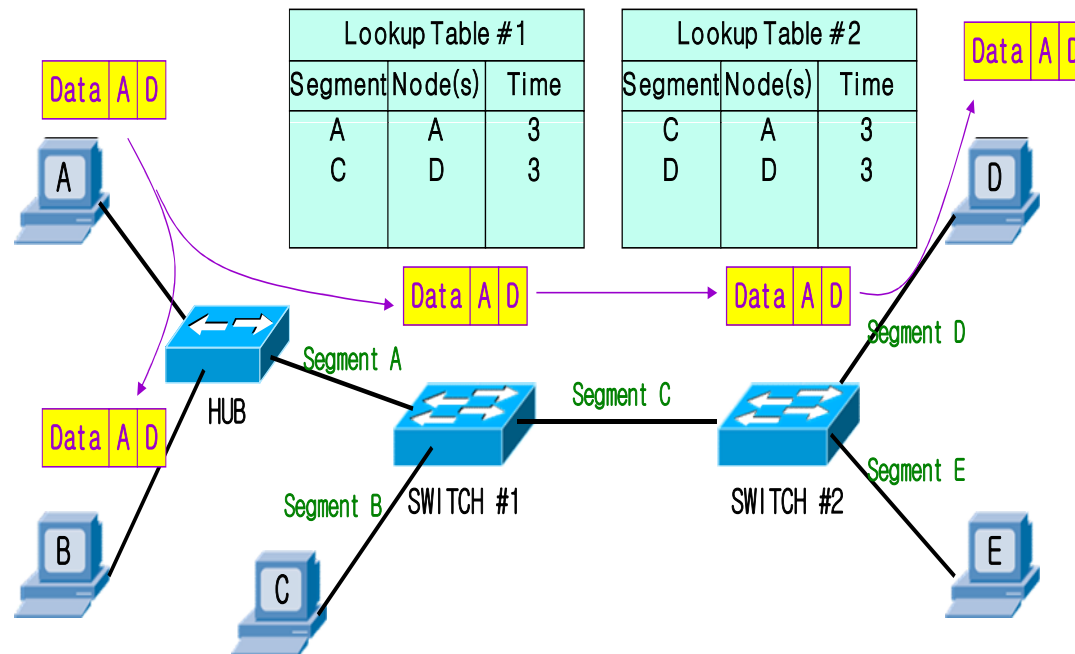 Lookup Table #1
Segment Node(s) Time
A A 3
C D 3
Lookup Table #2
Segment Node(s) Time
C A 3
D D 3
Data A D
Data A D
A
D
Data A D
Data A D
Segment D
Segment A
Segment C
HUB
Data A D
Segment E
Segment B
SWITCH #1
SWITCH #2
B
C
E